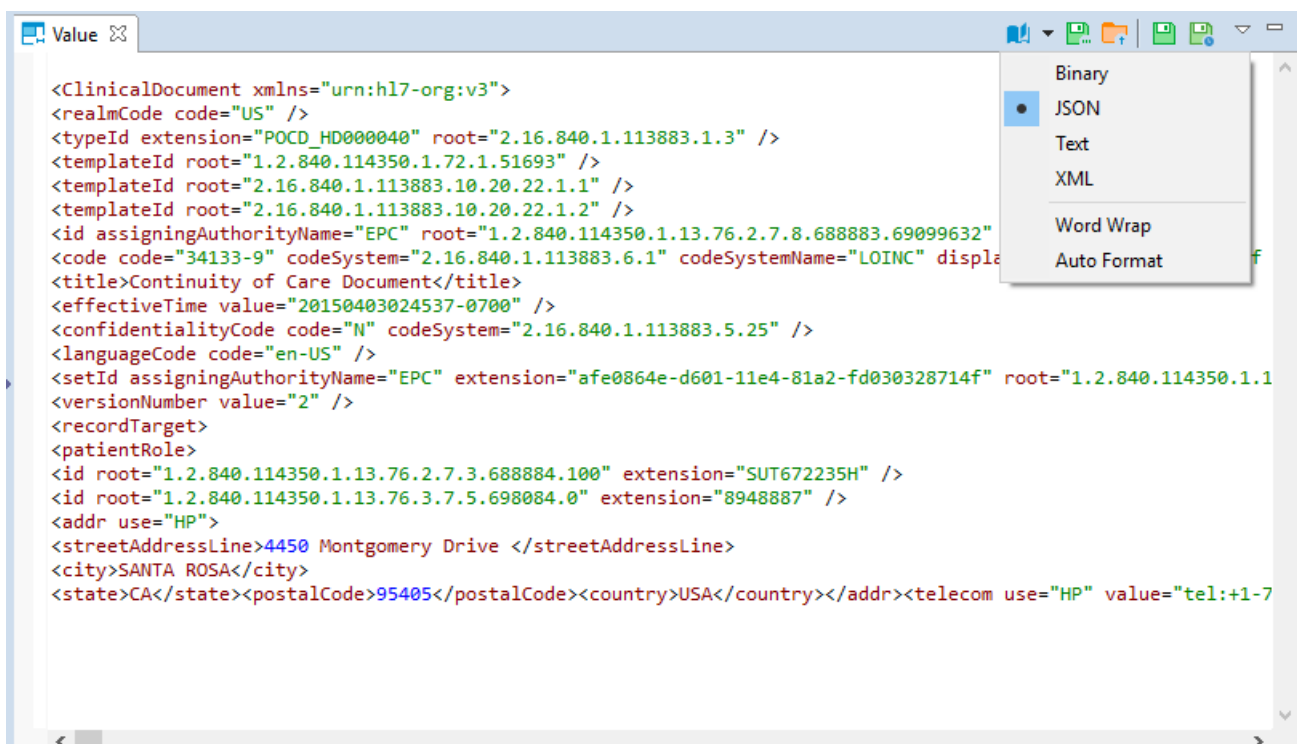 Value
<ClinicalDocument xmlns="urn:hl7-org:v3">
<realmCode code="US" />
<typeId extension="POCD_HD000040" root="2.16.840.1.113883.1.3" />
<templateId root="1.2.840.114350.1.72.1.51693" />
<templateId root="2.16.840.1.113883.10.20.22.1.1" />
<templateId root="2.16.840.1.113883.10.20.22.1.2" />
<id assigningAuthorityName="EPC" root="1.2.840.114350.1.13.76.2.7.8.688883.69099632"
<code code="34133-9" codeSystem="2.16.840.1.113883.6.1" codeSystemName="LOINC" displa f
<title>Continuity of Care Document</title>
<effectiveTime value="20150403024537-0700" />
<confidentialityCode code="N" codeSystem="2.16.840.1.113883.5.25" />
<languageCode code="en-US" />
<setId assigningAuthorityName="EPC" extension="afe0864e-d601-11e4-81a2-fd030328714f" root="1.2.840.114350.1.1
<versionNumber value="2" />
<recordTarget>
<patientRole>
<id root="1.2.840.114350.1.13.76.2.7.3.688884.100" extension="SUT672235H" />
<id root="1.2.840.114350.1.13.76.3.7.5.698084.0" extension="8948887" />
<addr use="HP">
<streetAddressLine>4450 Montgomery Drive </streetAddressLine>
<city>SANTA ROSA</city>
<state>CA</state><postalCode>95405</postalCode><country>USA</country></addr><telecom use="HP" value="tel:+1-7
Binary
JSON
Text
XML
Word Wrap
Auto Format